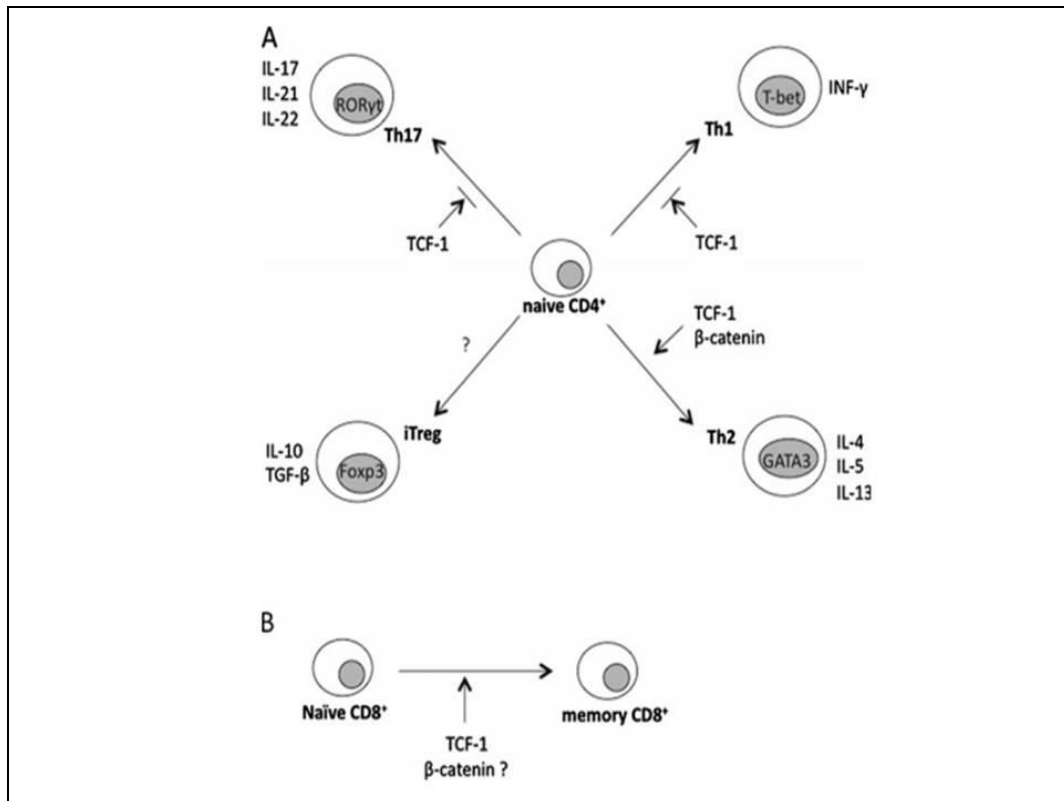 A
IL-17
IL-21
IL-22
RORγt
Th17
T-bet
INF-γ
Th1
TCF-1
TCF-1
naive CD4⁺
TCF-1
β-catenin
?
iTreg
IL-10
TGF-β
Foxp3
Th2
GATA3
IL-4
IL-5
IL-13
B
Naïve CD8⁺
memory CD8⁺
TCF-1
β-catenin ?